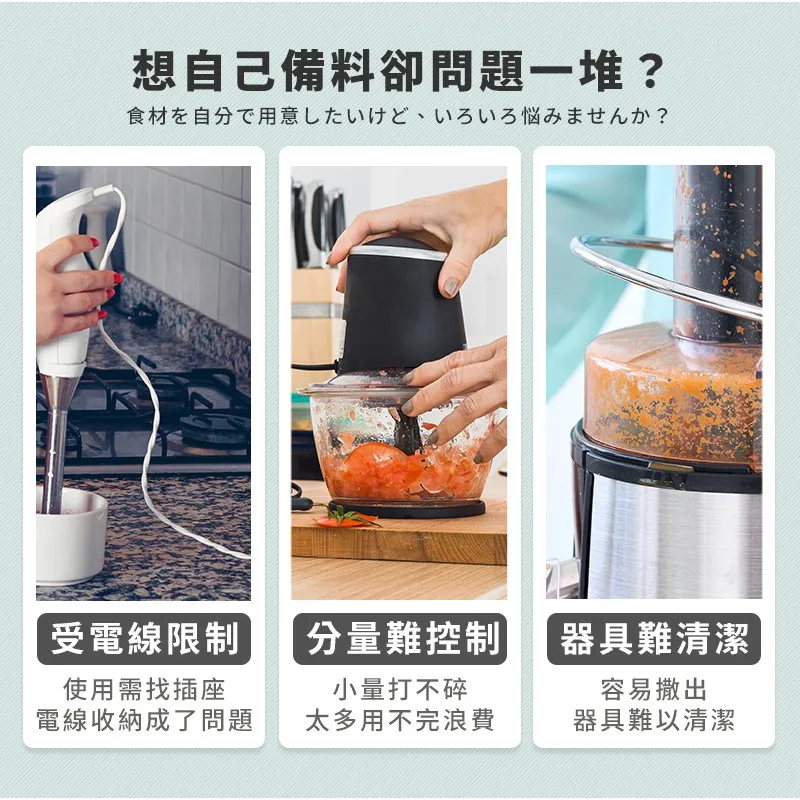 想自己備料卻問題一堆？
食材を自分で用意したいけど、いろいろ悩みませんか？
受電線限制
使用需找插座
電線收納成了問題
分量難控制
小量打不碎
太多用不完浪費
器具難清潔
容易撒出
器具難以清潔